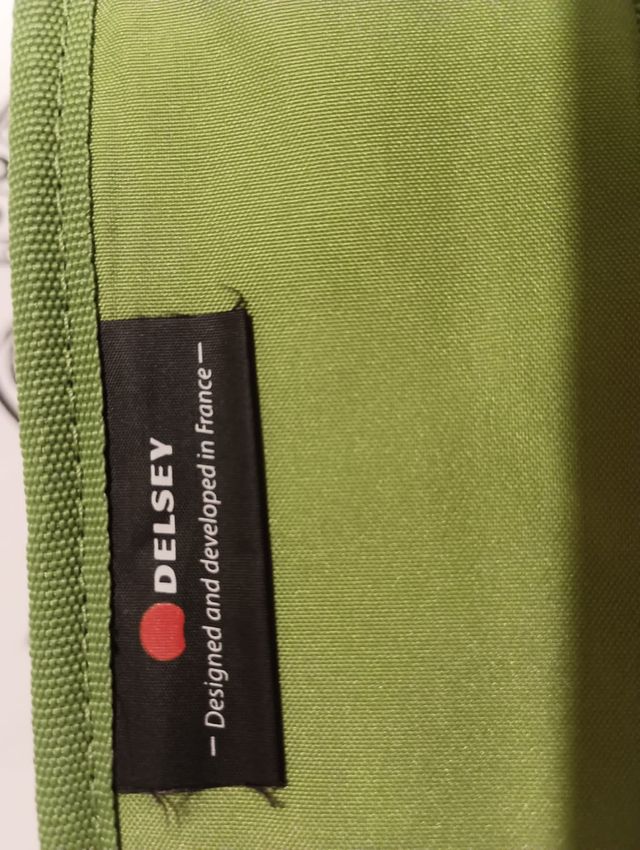 DELSEY
— Designed and developed in France —